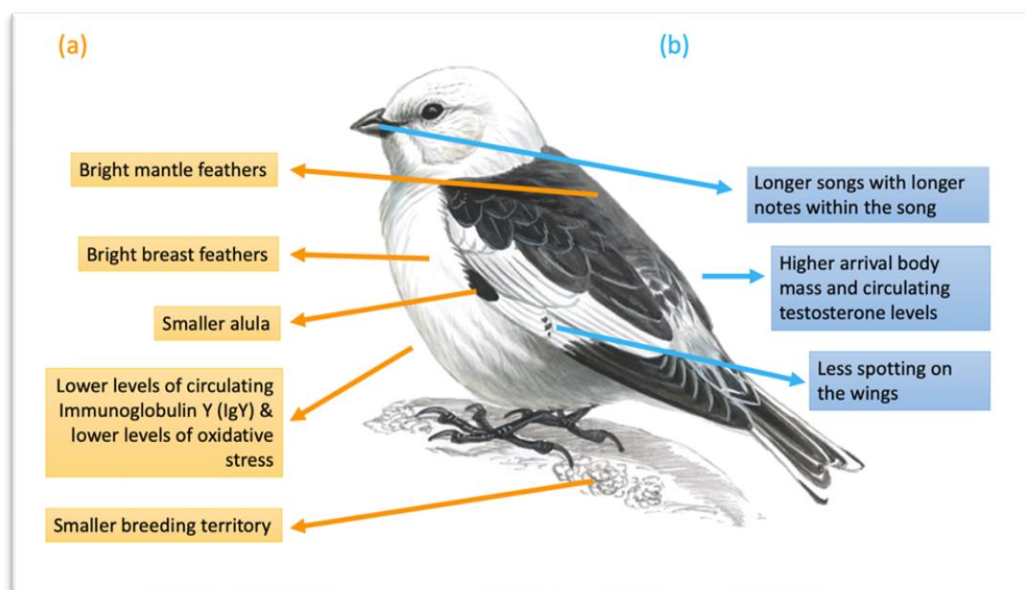 (a)
(b)
Bright mantle feathers
Bright breast feathers
Smaller alula
Lower levels of circulating
Immunoglobulin Y (IgY) &
lower levels of oxidative
stress
Smaller breeding territory
Longer songs with longer
notes within the song
Higher arrival body
mass and circulating
testosterone levels
Less spotting on
the wings